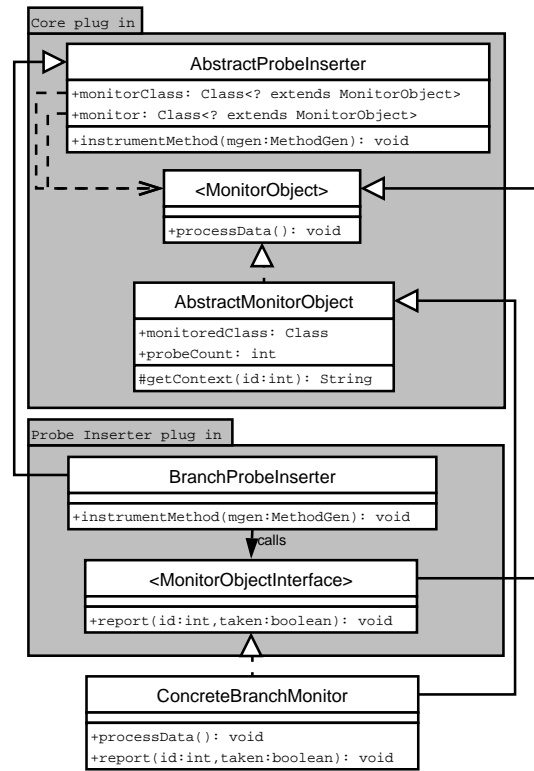 Core plug in
AbstractProbeInserter
+monitorClass: Class<? extends MonitorObject>
+monitor: Class<? extends MonitorObject>
+instrumentMethod(mgen:MethodGen): void
<MonitorObject>
+processData(): void
AbstractMonitorObject
+monitoredClass: Class
+probeCount: int
#getContext(id:int): String
Probe Inserter plug in
BranchProbeInserter
+instrumentMethod(mgen:MethodGen): void
calls
<MonitorObjectInterface>
+report(id:int,taken:boolean): void
ConcreteBranchMonitor
+processData(): void
+report(id:int,taken:boolean): void